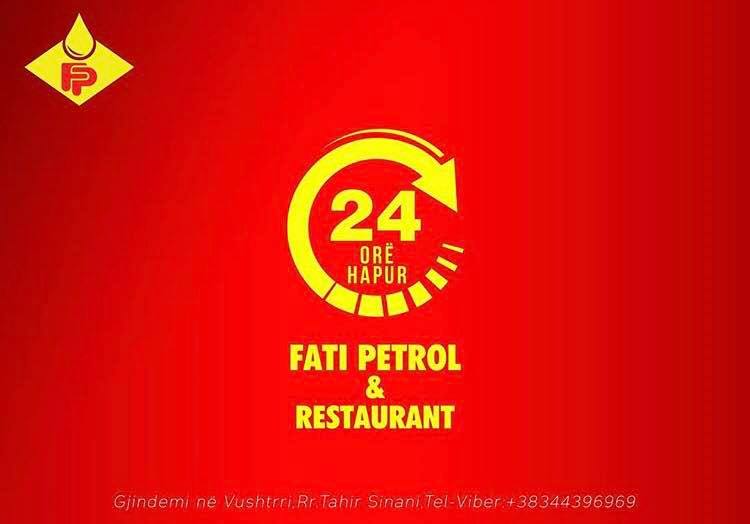 FP
24
ORË
HAPUR
FATI PETROL
&
RESTAURANT
Gjindemi në Vushtrri,Rr.Tahir Sinani,Tel-Viber:+38344396969